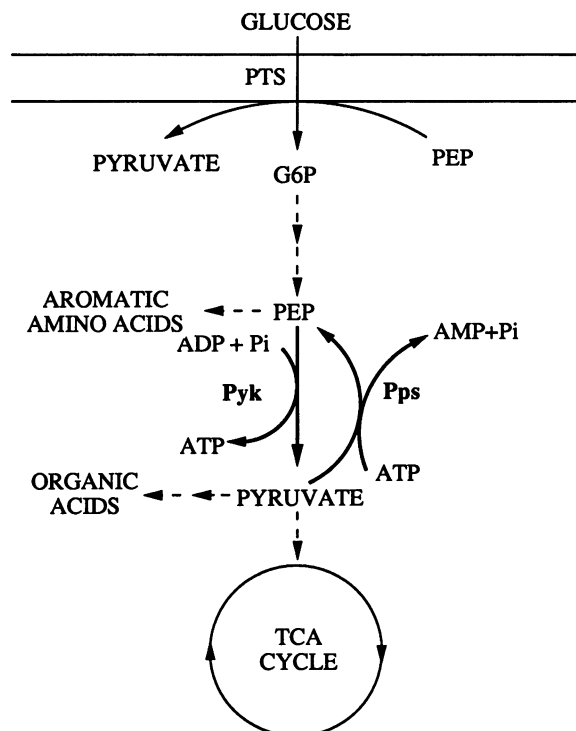 GLUCOSE
PTS
PYRUVATE
PEP
G6P
AROMATIC
AMINO ACIDS
PEP
ADP + Pi
AMP+Pi
Pyk
Pps
ATP
ATP
ORGANIC
ACIDS
PYRUVATE
TCA
CYCLE